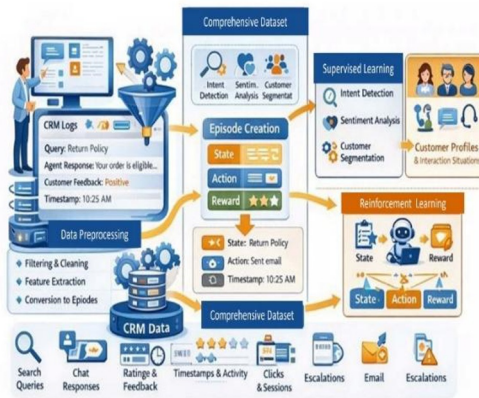 Comprehensive Dataset
Intent
Detection
Sentim.
Analysis
Customer
Segmentat
CRM Logs
Query: Return Policy
Agent Response: Your order is eligible...
Customer Feedback: Positive
Timestamp: 10:25 AM
Data Preprocessing
Filtering & Cleaning
Feature Extraction
Conversion to Epiodes
CRM Data
Episode Creation
State
Action
Reward
State: Return Policy
Action: Sent email
Timestamp: 10:25 AM
Comprehensive Dataset
Supervised Learning
Intent Detection
Sentiment Analysis
Customer
Segmentation
Customer Profiles
& Interaction Situations
Reinforcement Learning
State
Reward
State
Action
Reward
Search
Queries
Chat
Responses
Ratinge &
Feedback
Timestamps & Activity
Clicks
& Sessions
Escalations
Email
Escalations